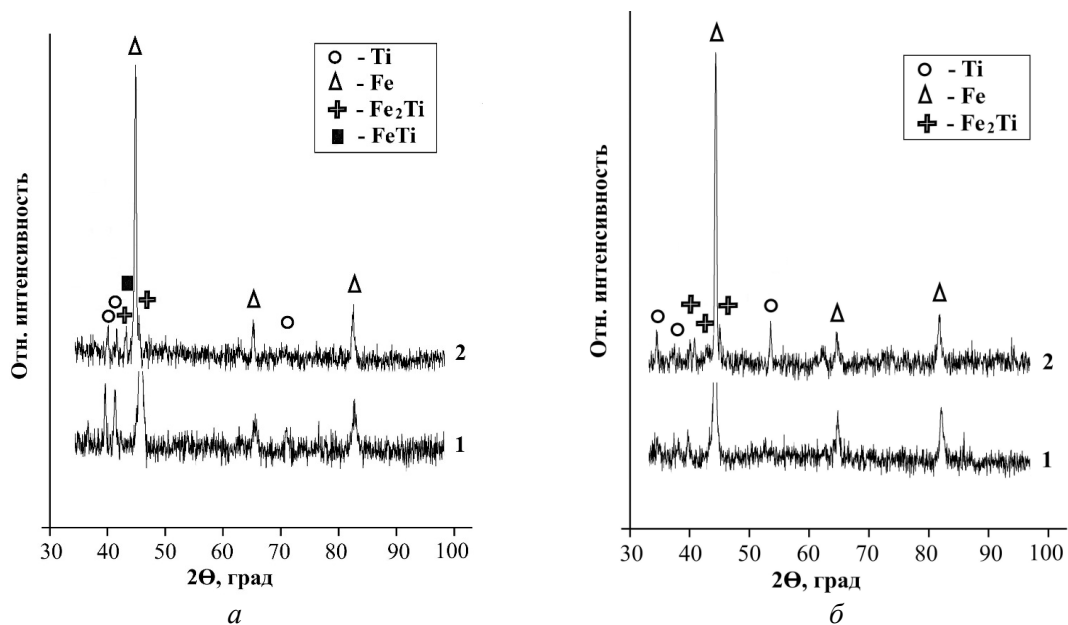 - Ti
- Fe
- Fe₂Ti
- FeTi
Отн. интенсивность
2
1
30 40 50 60 70 80 90 100
2Θ, град
а
- Ti
- Fe
- Fe₂Ti
Отн. интенсивность
2
1
30 40 50 60 70 80 90 100
2Θ, град
б